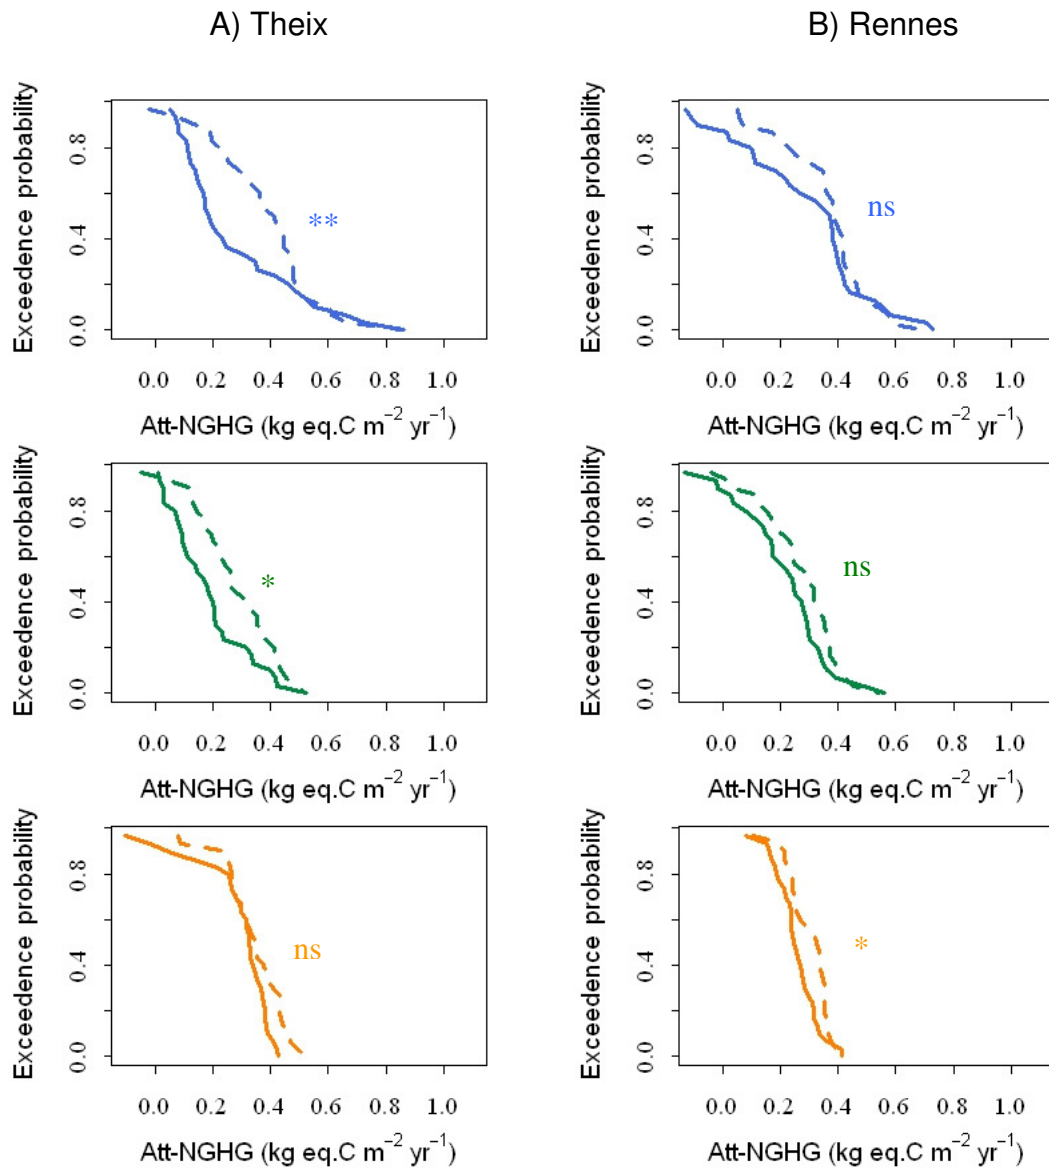 A) Theix
B) Rennes
Exceedence probability
0.0 0.4 0.8
**
0.0 0.2 0.4 0.6 0.8 1.0
Att-NGHG (kg eq.C m⁻² yr⁻¹)
Exceedence probability
0.0 0.4 0.8
ns
0.0 0.2 0.4 0.6 0.8 1.0
Att-NGHG (kg eq.C m⁻² yr⁻¹)
Exceedence probability
0.0 0.4 0.8
*
0.0 0.2 0.4 0.6 0.8 1.0
Att-NGHG (kg eq.C m⁻² yr⁻¹)
Exceedence probability
0.0 0.4 0.8
ns
0.0 0.2 0.4 0.6 0.8 1.0
Att-NGHG (kg eq.C m⁻² yr⁻¹)
Exceedence probability
0.0 0.4 0.8
ns
0.0 0.2 0.4 0.6 0.8 1.0
Att-NGHG (kg eq.C m⁻² yr⁻¹)
Exceedence probability
0.0 0.4 0.8
*
0.0 0.2 0.4 0.6 0.8 1.0
Att-NGHG (kg eq.C m⁻² yr⁻¹)